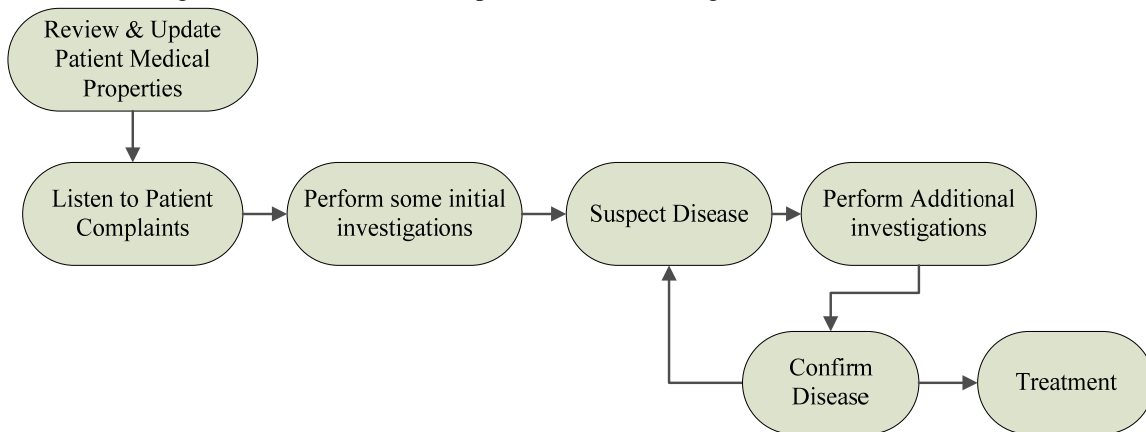 Review & Update
Patient Medical
Properties
Listen to Patient
Complaints
Perform some initial
investigations
Suspect Disease
Perform Additional
investigations
Confirm
Disease
Treatment